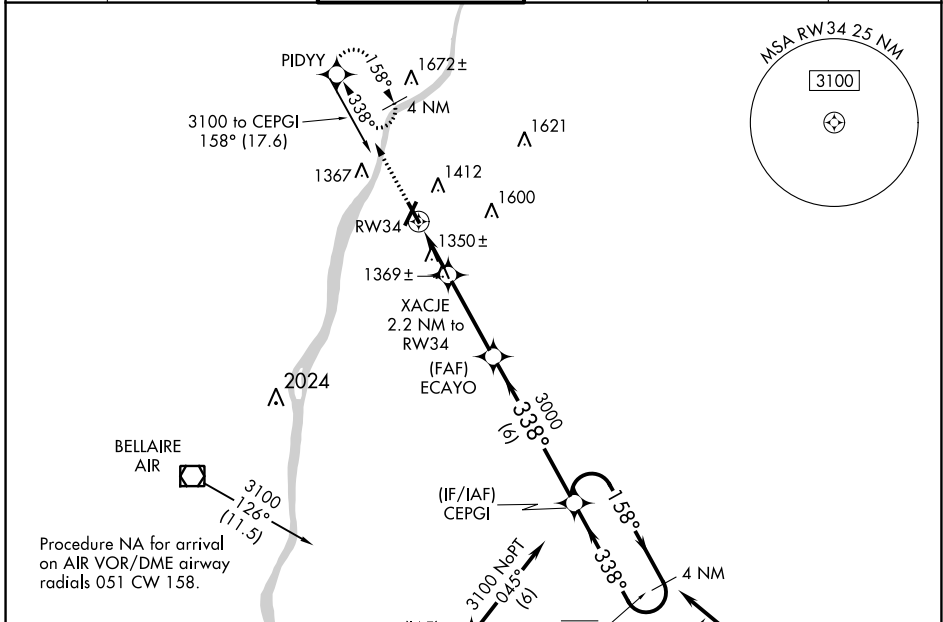 PIDYY
158°
338°
1672±
4 NM
3100 to CEPGI
158° (17.6)
1367
1412
1621
1600
RW34
1350±
1369±
XACJE
2.2 NM to
RW34
(FAF)
ECAYO
3000
338°
(6)
2024
BELLAIRE
AIR
3100
126°
(11.5)
Procedure NA for arrival
on AIR VOR/DME airway
radials 051 CW 158.
(IF/IAF)
CEPGI
158°
338°
4 NM
3100 NoPT
045°
(6)
MSA RW34 25 NM
3100